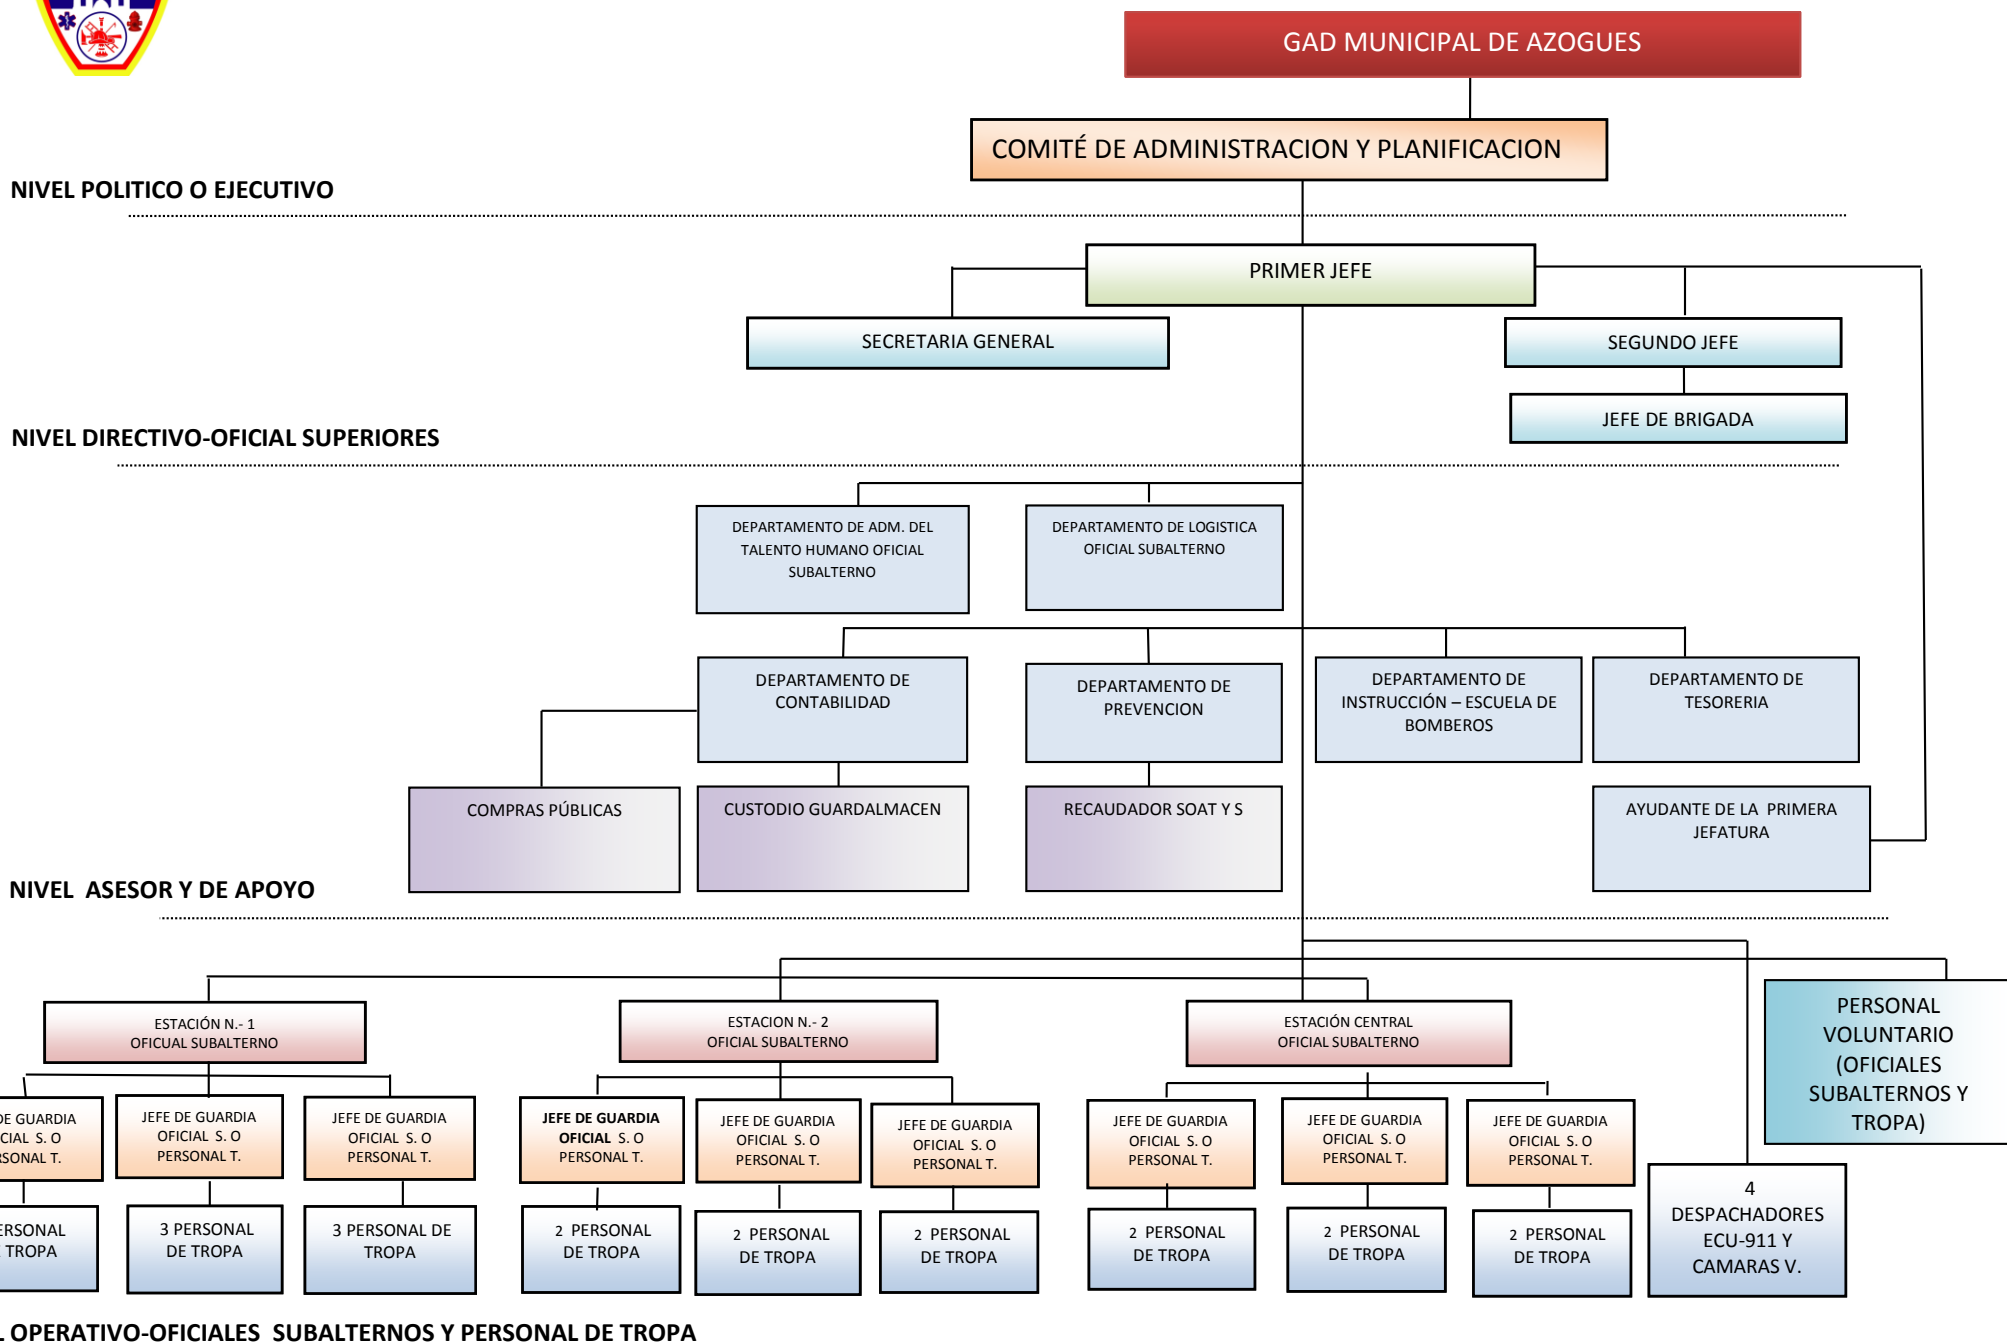 GAD MUNICIPAL DE AZOGUES
COMITÉ DE ADMINISTRACION Y PLANIFICACION
NIVEL POLITICO O EJECUTIVO
PRIMER JEFE
SECRETARIA GENERAL
SEGUNDO JEFE
JEFE DE BRIGADA
NIVEL DIRECTIVO-OFICIAL SUPERIORES
DEPARTAMENTO DE ADM. DEL
TALENTO HUMANO OFICIAL
SUBALTERNO
DEPARTAMENTO DE LOGISTICA
OFICIAL SUBALTERNO
DEPARTAMENTO DE
CONTABILIDAD
DEPARTAMENTO DE
PREVENCION
DEPARTAMENTO DE
INSTRUCCIÓN – ESCUELA DE
BOMBEROS
DEPARTAMENTO DE
TESORERIA
COMPRAS PÚBLICAS
CUSTODIO GUARDALMACEN
RECAUDADOR SOAT Y S
AYUDANTE DE LA PRIMERA
JEFATURA
NIVEL ASESOR Y DE APOYO
ESTACIÓN N.- 1
OFICUAL SUBALTERNO
ESTACION N.- 2
OFICIAL SUBALTERNO
ESTACIÓN CENTRAL
OFICIAL SUBALTERNO
PERSONAL
VOLUNTARIO
(OFICIALES
SUBALTERNOS Y
TROPA)
DE GUARDIA
S. O
T.
JEFE DE GUARDIA
OFICIAL S. O
PERSONAL T.
JEFE DE GUARDIA
OFICIAL S. O
PERSONAL T.
JEFE DE GUARDIA
OFICIAL S. O
PERSONAL T.
JEFE DE GUARDIA
OFICIAL S. O
PERSONAL T.
JEFE DE GUARDIA
OFICIAL S. O
PERSONAL T.
JEFE DE GUARDIA
OFICIAL S. O
PERSONAL T.
JEFE DE GUARDIA
OFICIAL S. O
PERSONAL T.
JEFE DE GUARDIA
OFICIAL S. O
PERSONAL T.
TROPA
3 PERSONAL
DE TROPA
3 PERSONAL DE
TROPA
2 PERSONAL
DE TROPA
2 PERSONAL
DE TROPA
2 PERSONAL
DE TROPA
2 PERSONAL
DE TROPA
2 PERSONAL
DE TROPA
2 PERSONAL
DE TROPA
4
DESPACHADORES
ECU-911 Y
CAMARAS V.
OPERATIVO-OFICIALES SUBALTERNOS Y PERSONAL DE TROPA